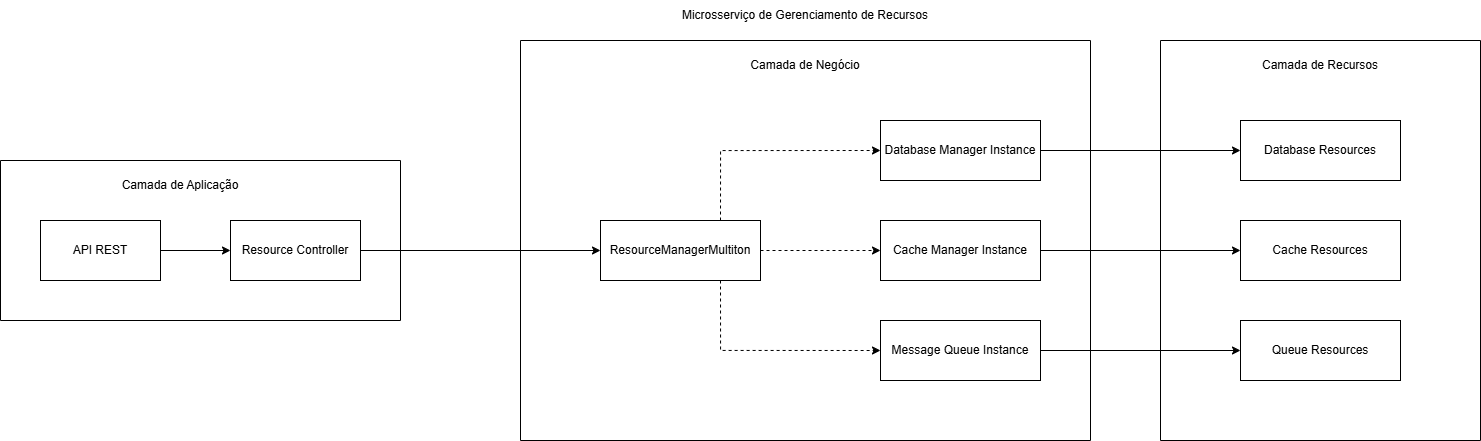 Microsserviço de Gerenciamento de Recursos
Camada de Aplicação
API REST
Resource Controller
Camada de Negócio
ResourceManagerMultiton
Database Manager Instance
Cache Manager Instance
Message Queue Instance
Camada de Recursos
Database Resources
Cache Resources
Queue Resources